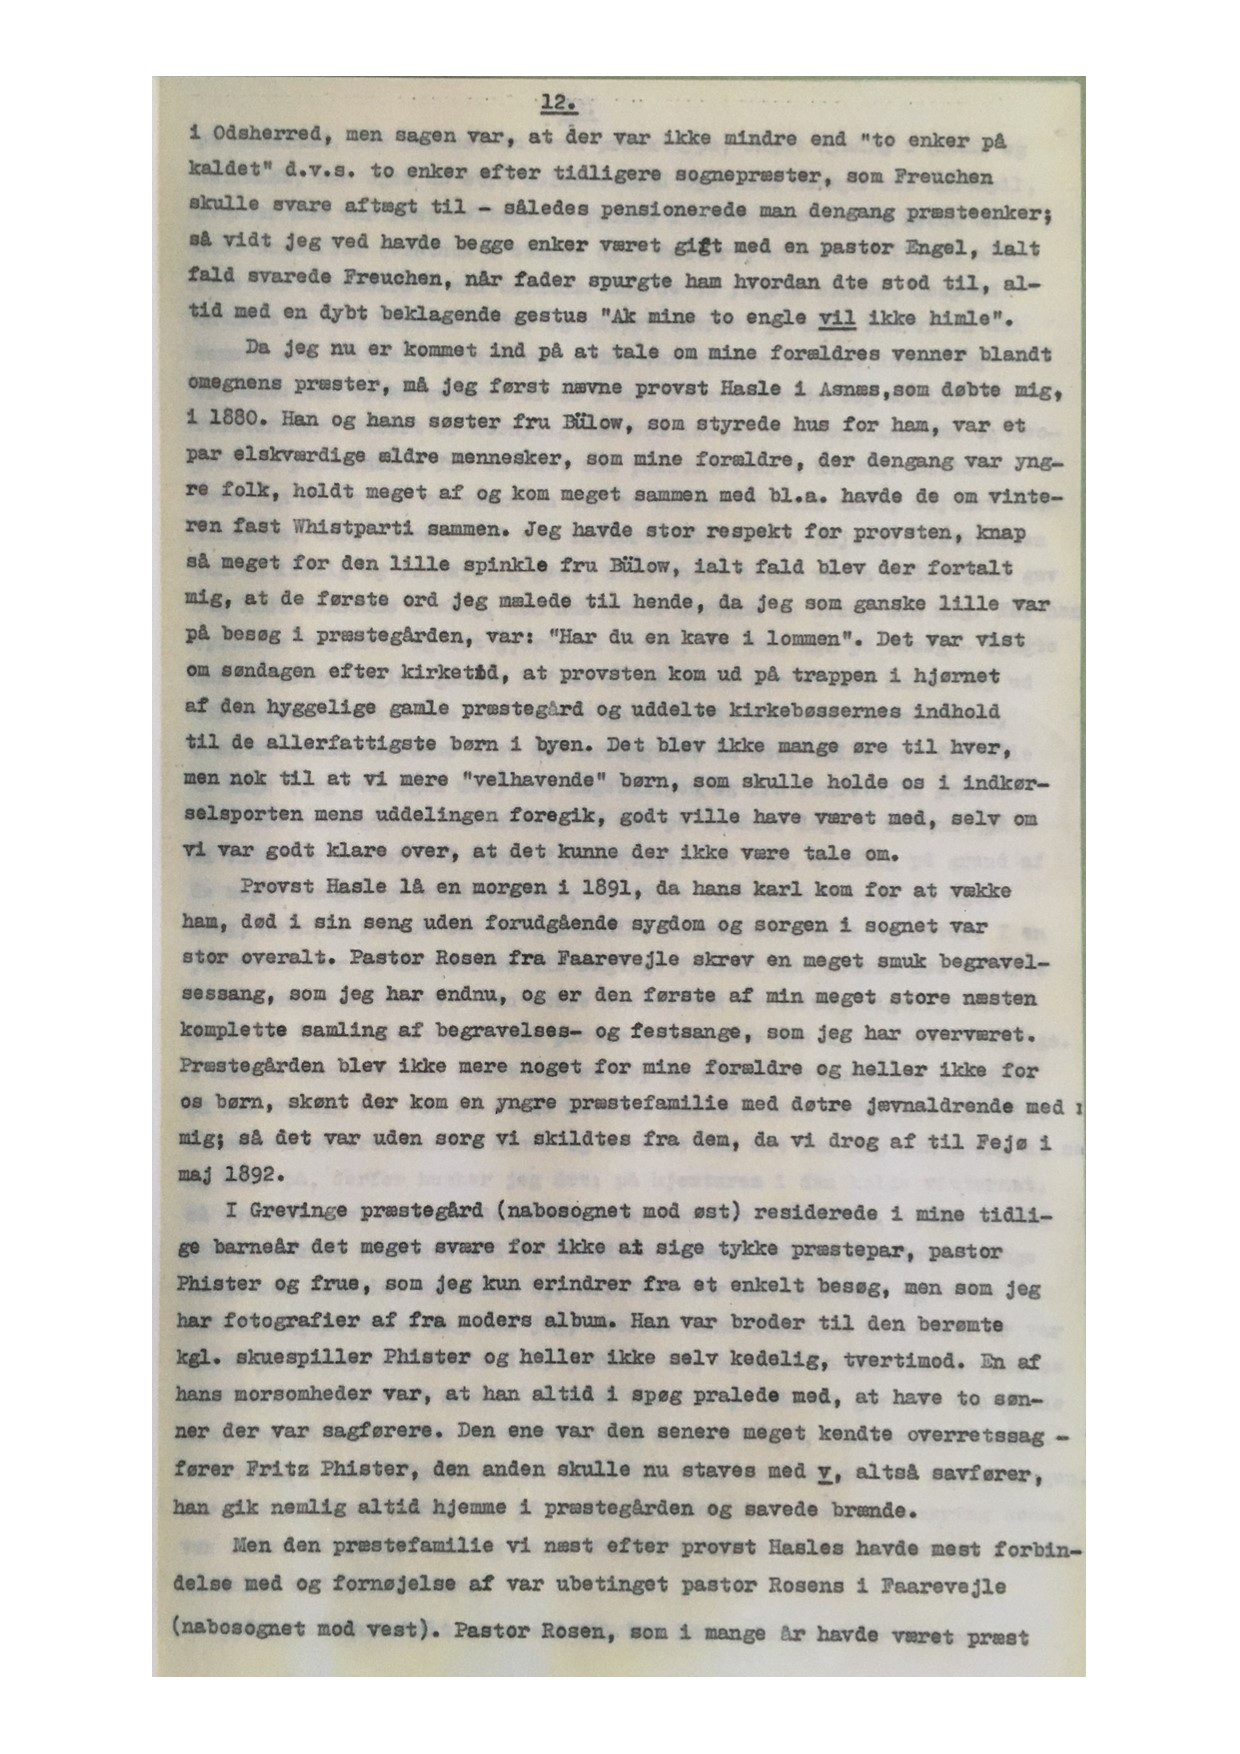 12.
i Odsherred, men sagen var, at der var ikke mindre end "to enker på
kaldet" d.v.s. to enker efter tidligere sognepræster, som Freuchen
skulle svare aftægt til - således pensionerede man dengang præsteenker;
så vidt jeg ved havde begge enker været gift med en pastor Engel, ialt
fald svarede Freuchen, når fader spurgte ham hvordan dte stod til, al-
tid med en dybt beklagende gestus "Ak mine to engle vil ikke himle".
Da jeg nu er kommet ind på at tale om mine forældres venner blandt
omegnens præster, må jeg først nævne provst Hasle i Asnæs,som døbte mig,
i 1880. Han og hans søster fru Bülow, som styrede hus for ham, var et
par elskværdige ældre mennesker, som mine forældre, der dengang var yng-
re folk, holdt meget af og kom meget sammen med bl.a. havde de om vinte-
ren fast Whistparti sammen. Jeg havde stor respekt for provsten, knap
så meget for den lille spinkle fru Bülow, ialt fald blev der fortalt
mig, at de første ord jeg mælede til hende, da jeg som ganske lille var
på besøg i præstegården, var: "Har du en kave i lommen". Det var vist
om søndagen efter kirketid, at provsten kom ud på trappen i hjørnet
af den hyggelige gamle præstegård og uddelte kirkebøssernes indhold
til de allerfattigste børn i byen. Det blev ikke mange øre til hver,
men nok til at vi mere "velhavende" børn, som skulle holde os i indkør-
selsporten mens uddelingen foregik, godt ville have været med, selv om
vi var godt klare over, at det kunne der ikke være tale om.
Provst Hasle lå en morgen i 1891, da hans karl kom for at vække
ham, død i sin seng uden forudgående sygdom og sorgen i sognet var
stor overalt. Pastor Rosen fra Faarevejle skrev en meget smuk begravel-
sessang, som jeg har endnu, og er den første af min meget store næsten
komplette samling af begravelses- og festsange, som jeg har overværet.
Præstegården blev ikke mere noget for mine forældre og heller ikke for
os børn, skønt der kom en yngre præstefamilie med døtre jævnaldrende med
mig; så det var uden sorg vi skildtes fra dem, da vi drog af til Fejø i
maj 1892.
I Grevinge præstegård (nabosognet mod øst) residerede i mine tidli-
ge barneår det meget svære for ikke at sige tykke præstepar, pastor
Phister og frue, som jeg kun erindrer fra et enkelt besøg, men som jeg
har fotografier af fra moders album. Han var broder til den berømte
kgl. skuespiller Phister og heller ikke selv kedelig, tvertimod. En af
hans morsomheder var, at han altid i spøg pralede med, at have to søn-
ner der var sagførere. Den ene var den senere meget kendte overretssag -
fører Fritz Phister, den anden skulle nu staves med v, altså savfører,
han gik nemlig altid hjemme i præstegården og savede brænde.
Men den præstefamilie vi næst efter provst Hasles havde mest forbin-
delse med og fornøjelse af var ubetinget pastor Rosens i Faarevejle
(nabosognet mod vest). Pastor Rosen, som i mange år havde været præst